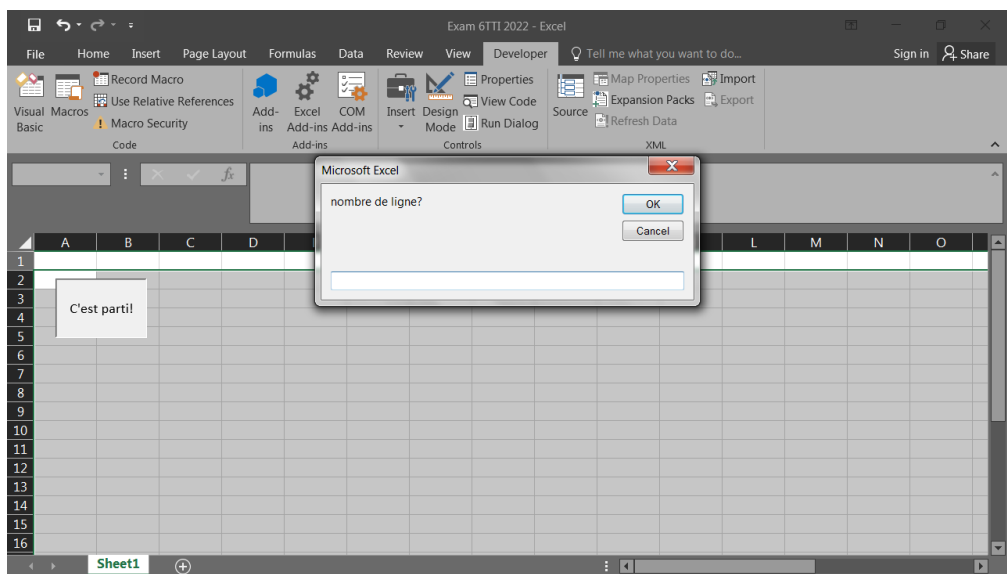 Exam 6TTI 2022 - Excel
File Home Insert Page Layout Formulas Data Review View Developer Tell me what you want to do... Sign in Share
Visual Basic
Macros
Record Macro
Use Relative References
Macro Security
Code
Add-ins
Excel Add-ins
COM Add-ins
Add-ins
Insert
Design Mode
Properties
View Code
Run Dialog
Controls
Source
Map Properties
Expansion Packs
Refresh Data
Import
Export
XML
fx
Microsoft Excel
nombre de ligne?
OK
Cancel
A B C D L M N O
1
2
3
4
5
6
7
8
9
10
11
12
13
14
15
16
C'est parti!
Sheet1